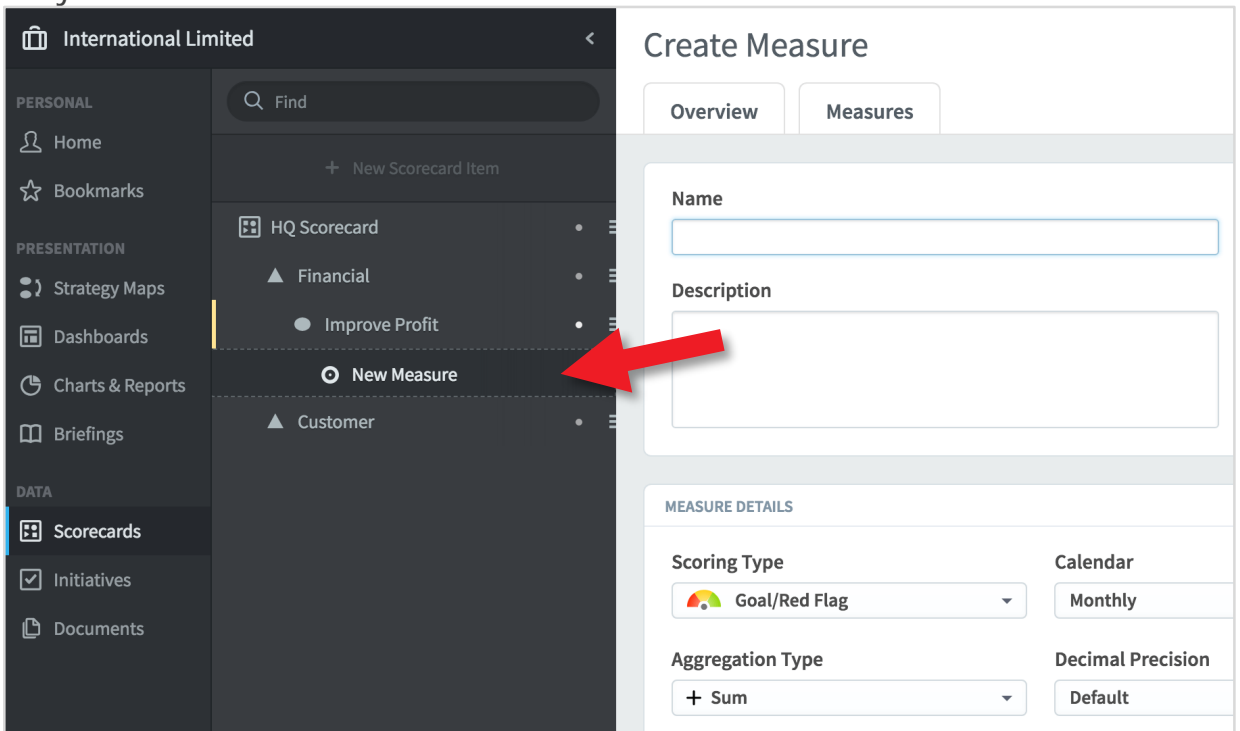 International Limited
PERSONAL
Home
Bookmarks
PRESENTATION
Strategy Maps
Dashboards
Charts & Reports
Briefings
DATA
Scorecards
Initiatives
Documents
Find
+ New Scorecard Item
HQ Scorecard
Financial
Improve Profit
New Measure
Customer
Create Measure
Overview
Measures
Name
Description
MEASURE DETAILS
Scoring Type
Calendar
Goal/Red Flag
Monthly
Aggregation Type
Decimal Precision
+ Sum
Default